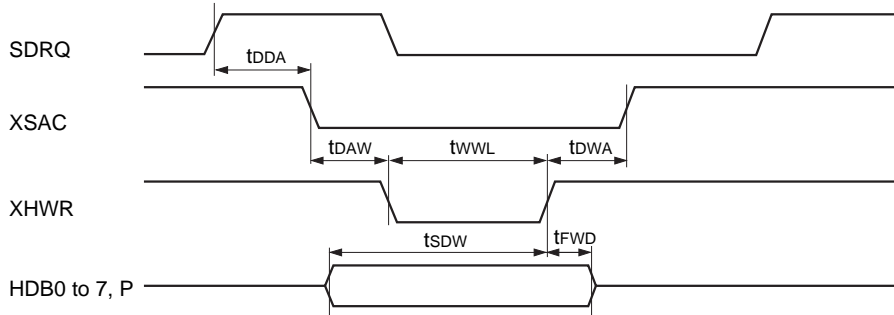 SDRQ
tDDA
XSAC
tDAW
tWWL
tDWA
XHWR
tSDW
tFWD
HDB0 to 7, P